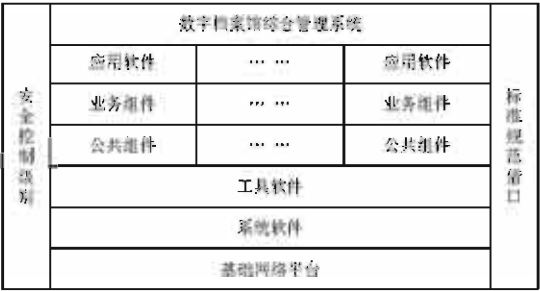 数字档案馆综合管理系统
应用软件 … … 应用软件
业务组件 … … 业务组件
公共组件 … … 公共组件
工具软件
系统软件
基础网络平台
安全控制级别
标准规范借口